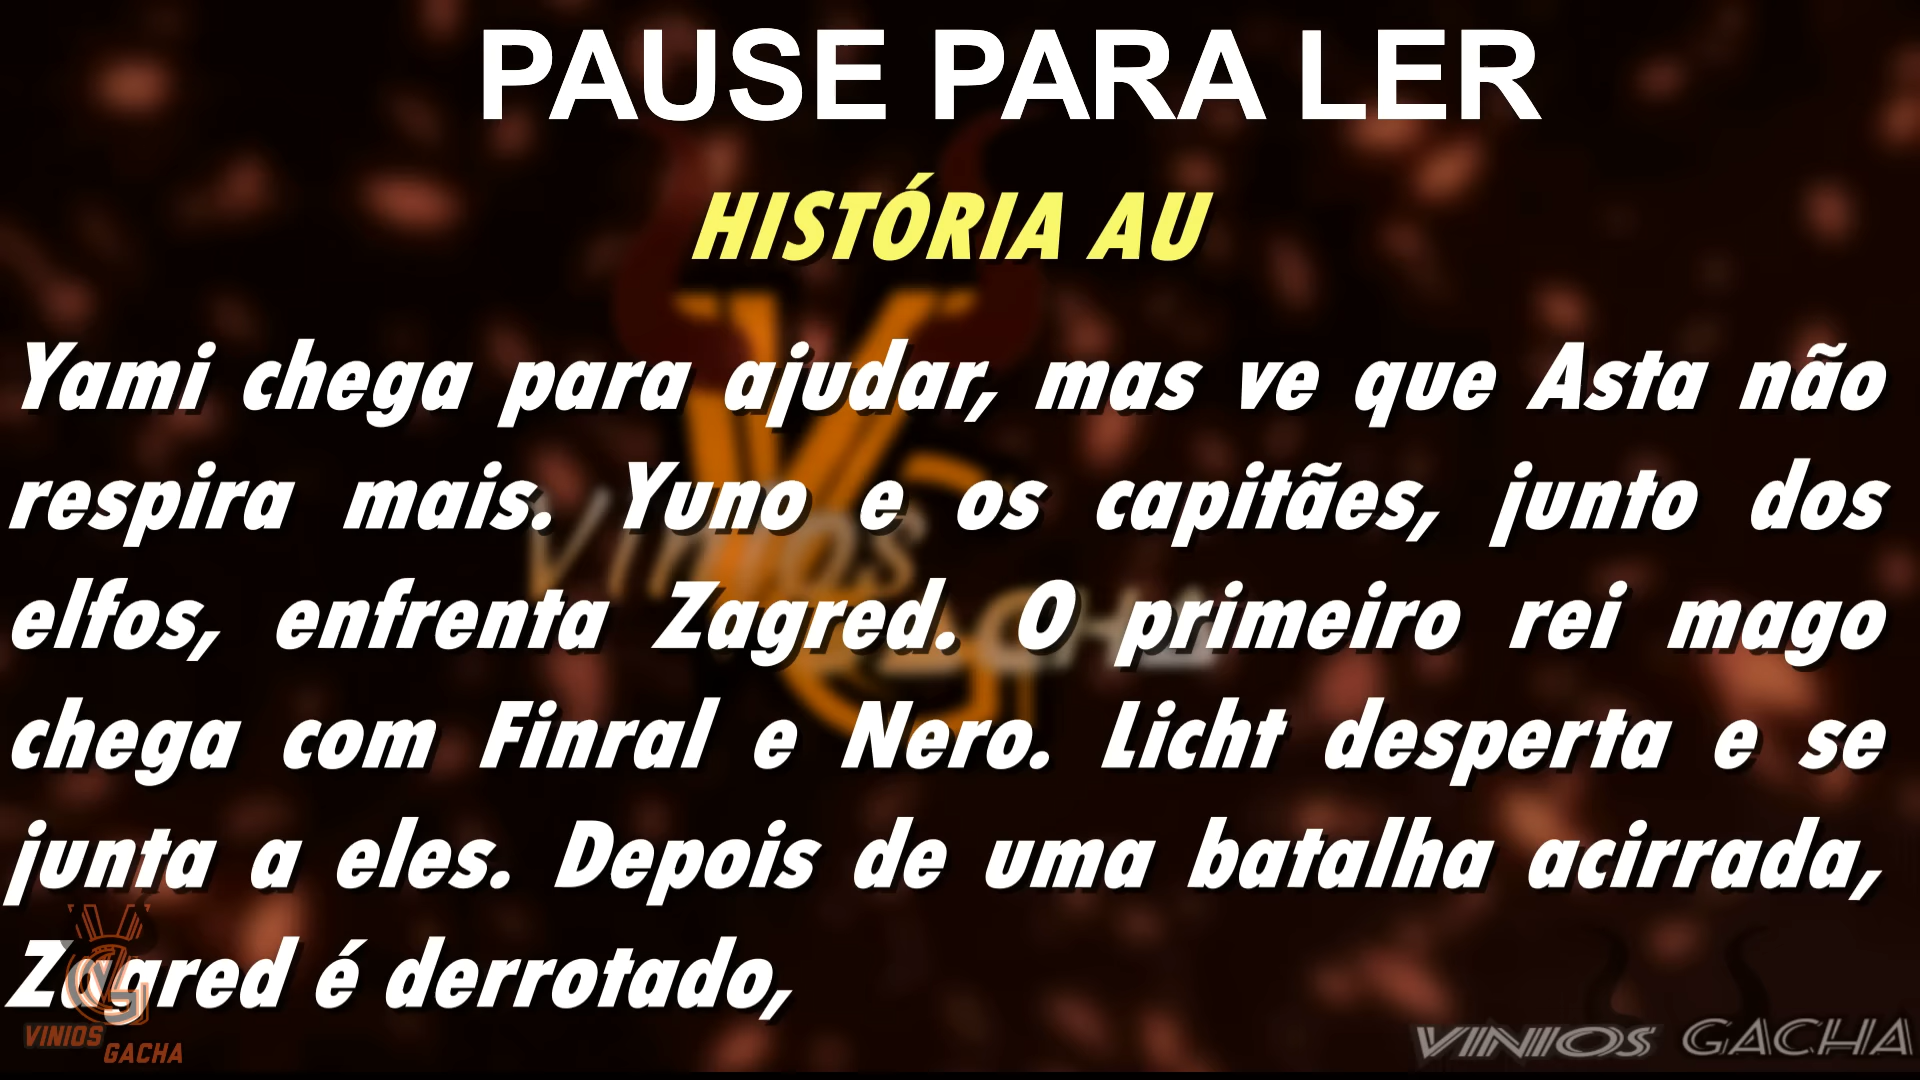 PAUSE PARA LER
HISTÓRIA AU
Yami chega para ajudar, mas ve que Asta não
respira mais. Yuno e os capitães, junto dos
elfos, enfrenta Zagred. O primeiro rei mago
chega com Finral e Nero. Licht desperta e se
junta a eles. Depois de uma batalha acirrada,
Zagred é derrotado,
VINIOS
GACHA
VINIOS GACHA
Vinios
GACHA